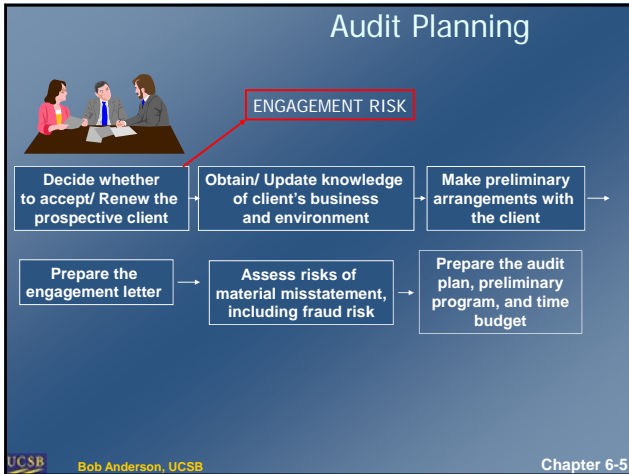 Audit Planning
ENGAGEMENT RISK
Decide whether
to accept/ Renew the
prospective client
Obtain/ Update knowledge
of client's business
and environment
Make preliminary
arrangements with
the client
Prepare the
engagement letter
Assess risks of
material misstatement,
including fraud risk
Prepare the audit
plan, preliminary
program, and time
budget
UCSB
Bob Anderson, UCSB
Chapter 6-5